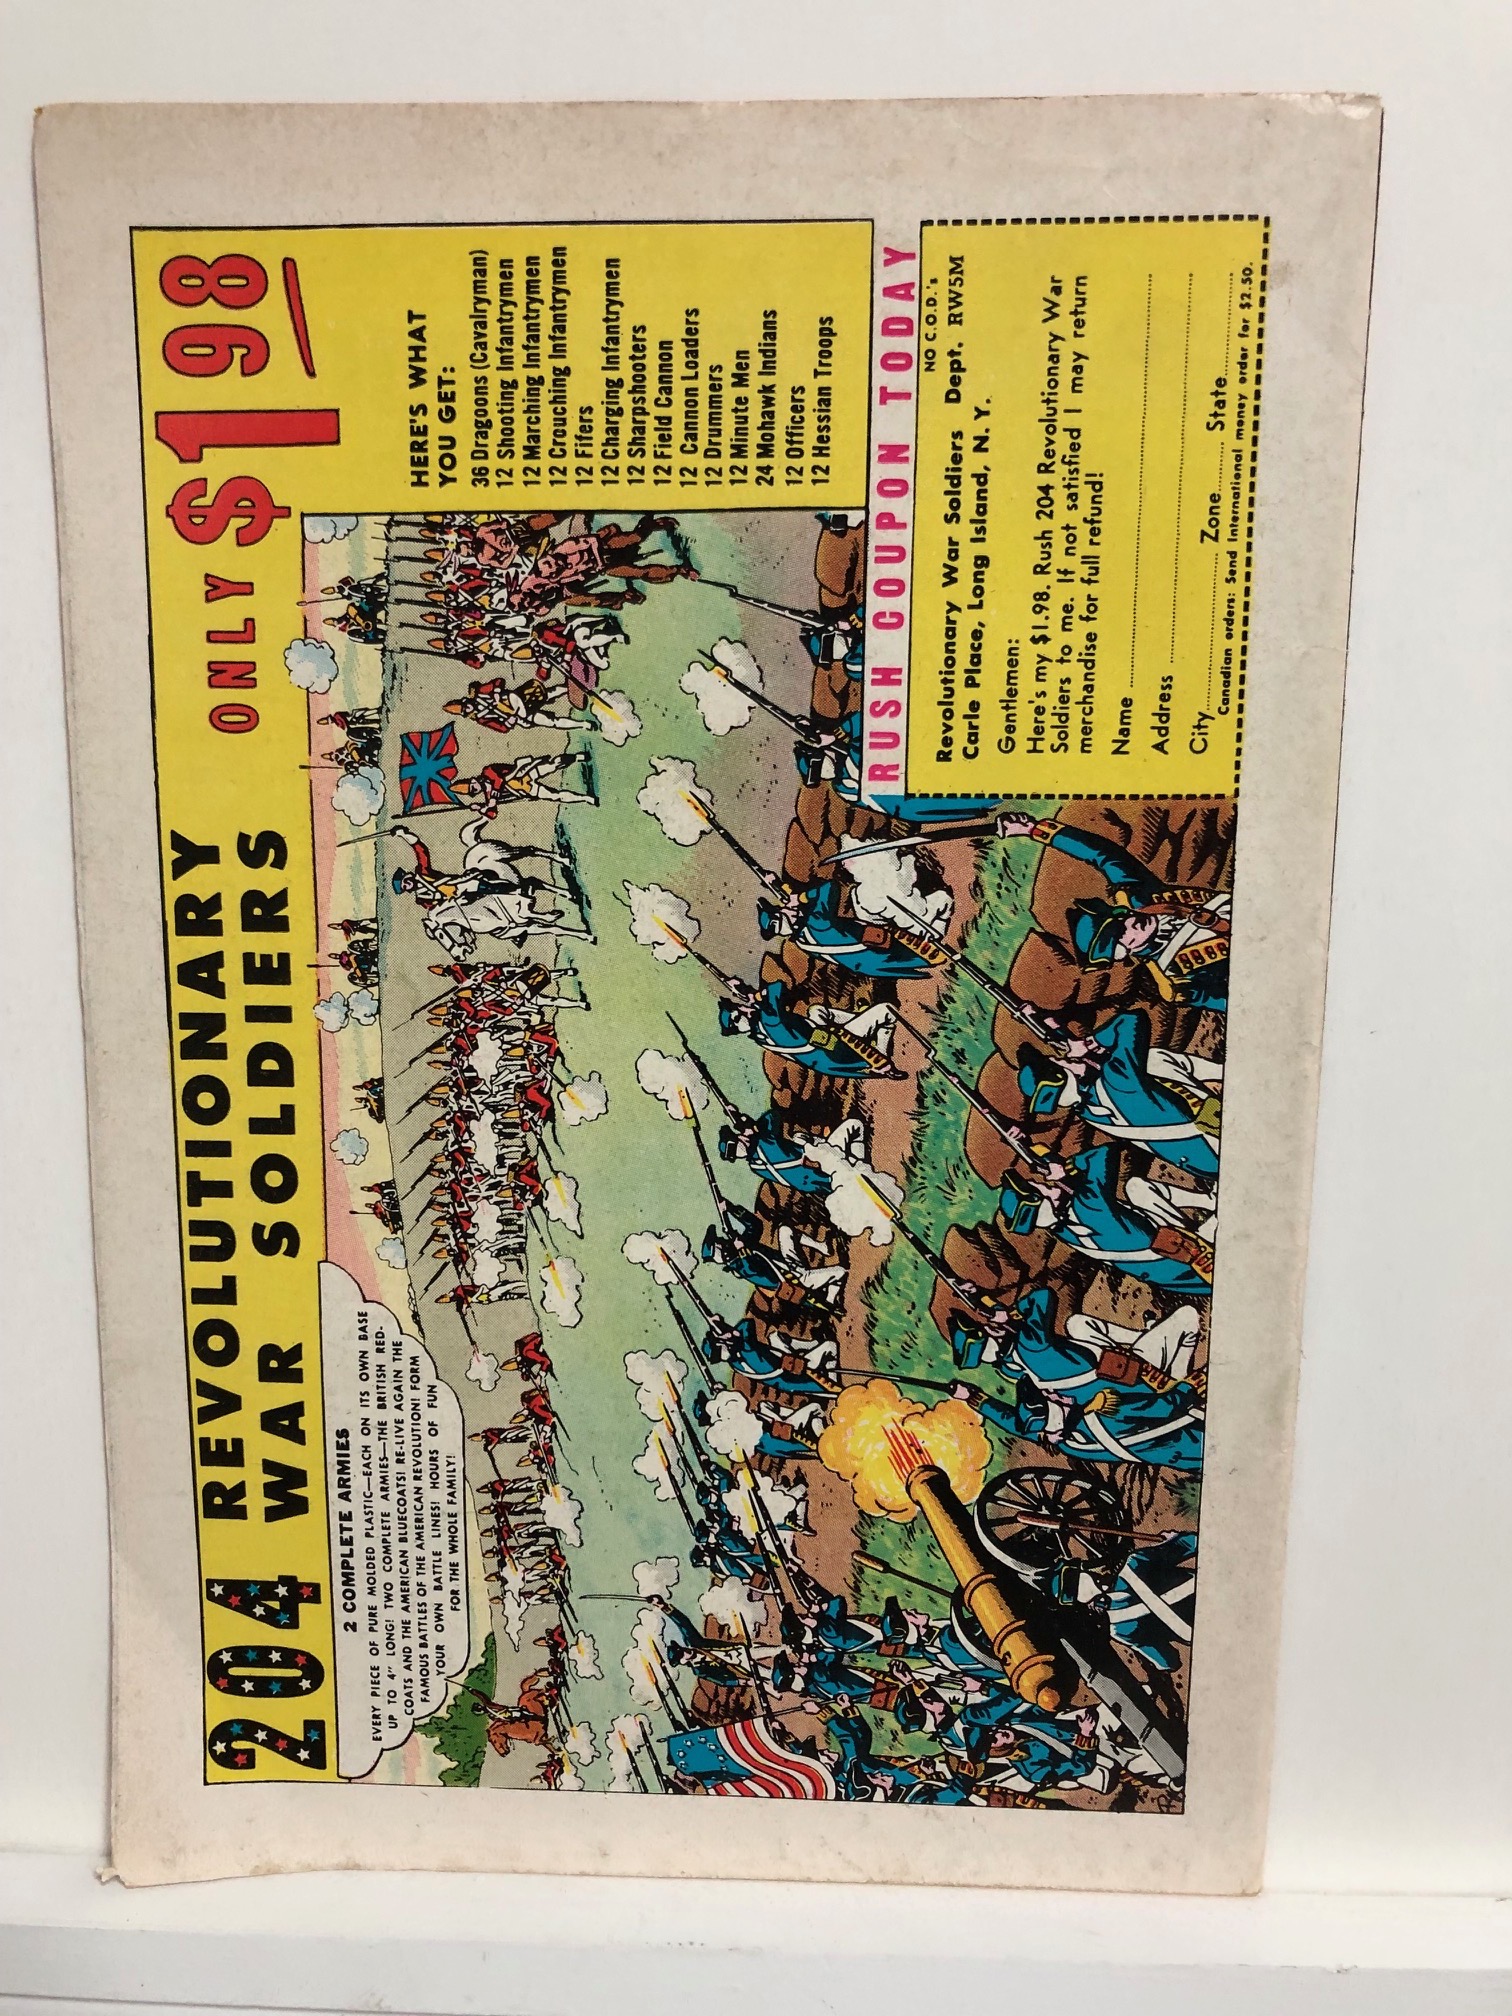 204 REVOLUTIONARY
WAR SOLDIERS
ONLY $1.98
2 COMPLETE ARMIES
EVERY PIECE OF PURE MOLDED PLASTIC—EACH ON ITS OWN BASE
UP TO 4" LONG! TWO COMPLETE ARMIES—THE BRITISH RED-
COATS AND THE AMERICAN BLUECOATS! RE-LIVE AGAIN THE
FAMOUS BATTLES OF THE AMERICAN REVOLUTION! FORM
YOUR OWN BATTLE LINES! HOURS OF FUN
FOR THE WHOLE FAMILY!
HERE'S WHAT
YOU GET:
36 Dragoons (Cavalryman)
12 Shooting Infantrymen
12 Marching Infantrymen
12 Crouching Infantrymen
12 Fifers
12 Charging Infantrymen
12 Sharpshooters
12 Field Cannon
12 Cannon Loaders
12 Drummers
12 Minute Men
24 Mohawk Indians
12 Officers
12 Hessian Troops
RUSH COUPON TODAY
NO C.O.D.'s
Revolutionary War Soldiers Dept. RW5M
Carle Place, Long Island, N. Y.
Gentlemen:
Here's my $1.98. Rush 204 Revolutionary War
Soldiers to me. If not satisfied I may return
merchandise for full refund!
Name
Address
City Zone State
Canadian orders: Send International money order for $2.50.